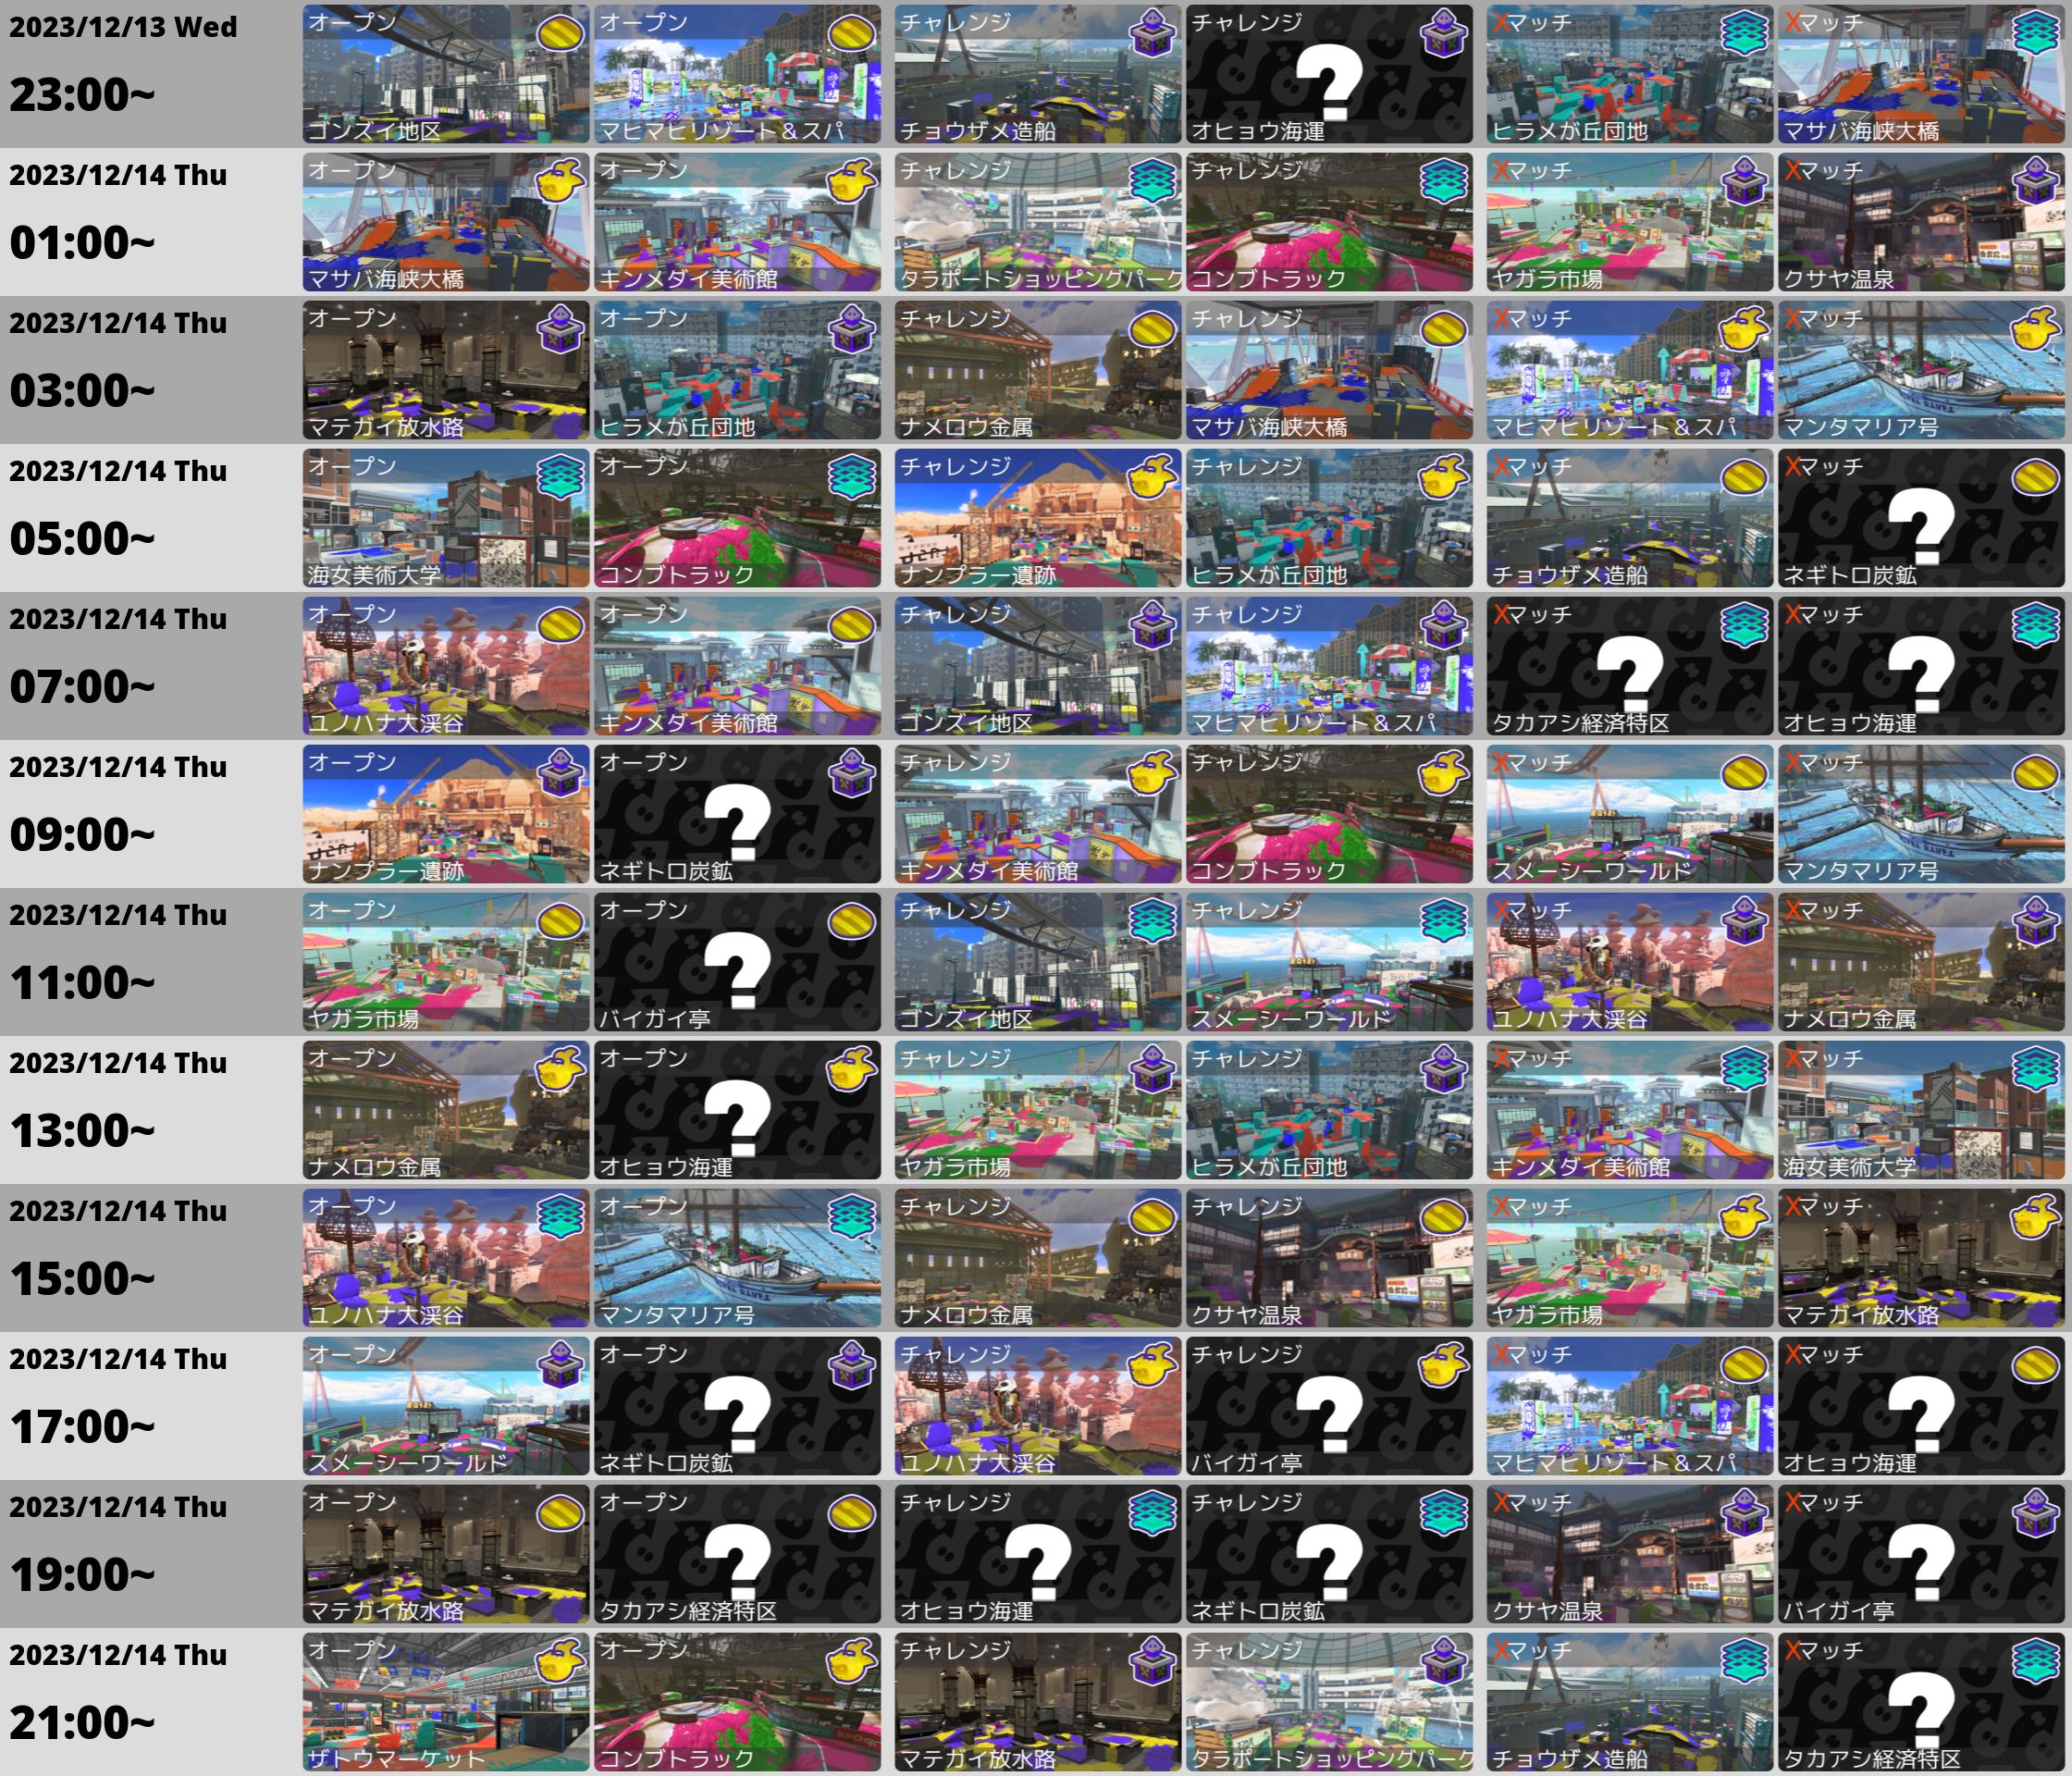 2023/12/13 Wed
23:00~
オープン オープン チャレンジ チャレンジ Xマッチ Xマッチ
ゴンズイ地区 マヒマヒリゾート&スパ チョウザメ造船 オヒョウ海運 ヒラメが丘団地 マサバ海峡大橋
2023/12/14 Thu
01:00~
オープン オープン チャレンジ チャレンジ Xマッチ Xマッチ
マサバ海峡大橋 キンメダイ美術館 タラポートショッピングパーク コンブトラック ヤガラ市場 クサヤ温泉
2023/12/14 Thu
03:00~
オープン オープン チャレンジ チャレンジ Xマッチ Xマッチ
マテガイ放水路 ヒラメが丘団地 ナメロウ金属 マサバ海峡大橋 マヒマヒリゾート&スパ マンタマリア号
2023/12/14 Thu
05:00~
オープン オープン チャレンジ チャレンジ Xマッチ Xマッチ
海女美術大学 コンブトラック ナンプラー遺跡 ヒラメが丘団地 チョウザメ造船 ネギトロ炭鉱
2023/12/14 Thu
07:00~
オープン オープン チャレンジ チャレンジ Xマッチ Xマッチ
ユノハナ大渓谷 キンメダイ美術館 ゴンズイ地区 マヒマヒリゾート&スパ タカアシ経済特区 オヒョウ海運
2023/12/14 Thu
09:00~
オープン オープン チャレンジ チャレンジ Xマッチ Xマッチ
ナンプラー遺跡 ネギトロ炭鉱 キンメダイ美術館 コンブトラック スメーシーワールド マンタマリア号
2023/12/14 Thu
11:00~
オープン オープン チャレンジ チャレンジ Xマッチ Xマッチ
ヤガラ市場 バイガイ亭 ゴンズイ地区 スメーシーワールド ユノハナ大渓谷 ナメロウ金属
2023/12/14 Thu
13:00~
オープン オープン チャレンジ チャレンジ Xマッチ Xマッチ
ナメロウ金属 オヒョウ海運 ヤガラ市場 ヒラメが丘団地 キンメダイ美術館 海女美術大学
2023/12/14 Thu
15:00~
オープン オープン チャレンジ チャレンジ Xマッチ Xマッチ
ユノハナ大渓谷 マンタマリア号 ナメロウ金属 クサヤ温泉 ヤガラ市場 マテガイ放水路
2023/12/14 Thu
17:00~
オープン オープン チャレンジ チャレンジ Xマッチ Xマッチ
スメーシーワールド ネギトロ炭鉱 ユノハナ大渓谷 バイガイ亭 マヒマヒリゾート&スパ オヒョウ海運
2023/12/14 Thu
19:00~
オープン オープン チャレンジ チャレンジ Xマッチ Xマッチ
マテガイ放水路 タカアシ経済特区 オヒョウ海運 ネギトロ炭鉱 クサヤ温泉 バイガイ亭
2023/12/14 Thu
21:00~
オープン オープン チャレンジ チャレンジ Xマッチ Xマッチ
ザトウマーケット コンブトラック マテガイ放水路 タラポートショッピングパーク チョウザメ造船 タカアシ経済特区